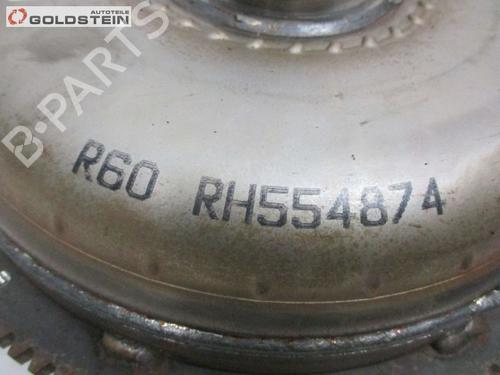 AUTOTEILE
GOLDSTEIN
B-PARTS
R60 RH554874